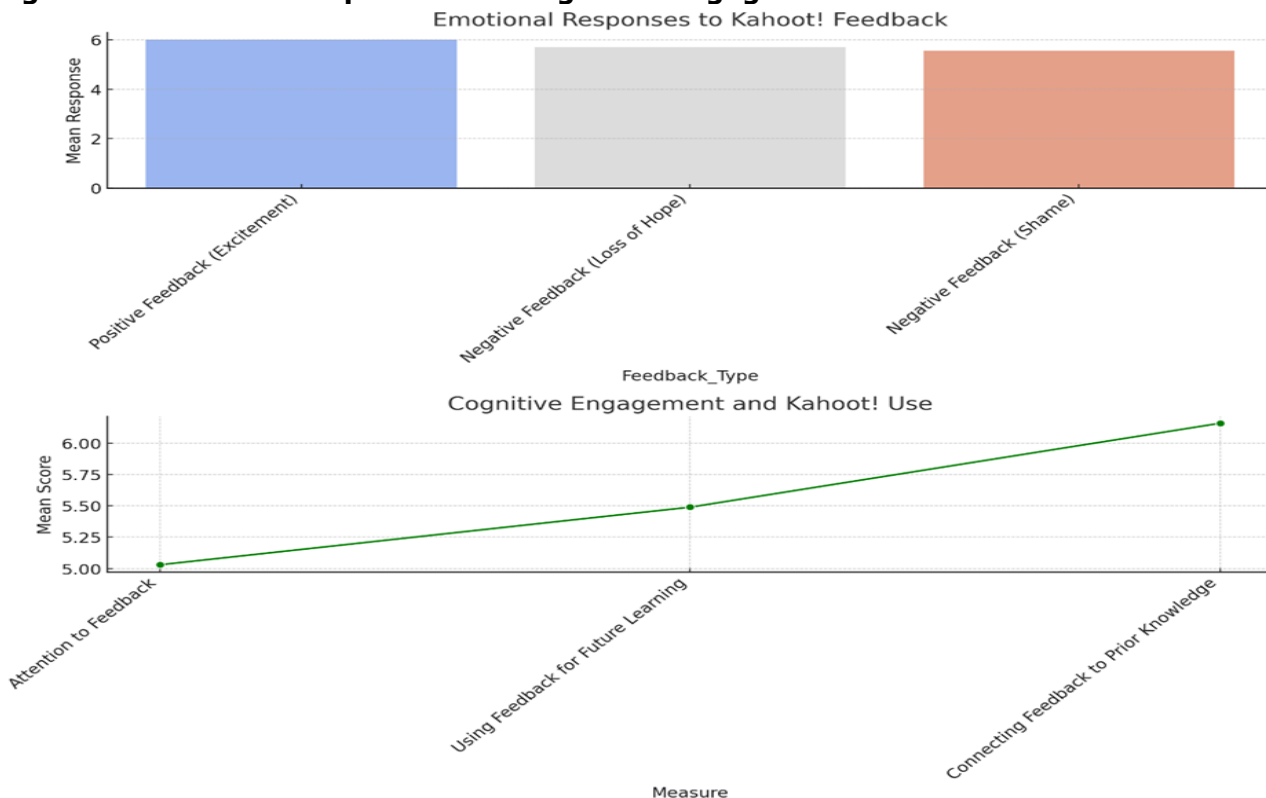 Emotional Responses to Kahoot! Feedback
Mean Response
6
4
2
0
Positive Feedback (Excitement)
Negative Feedback (Loss of Hope)
Negative Feedback (Shame)
Feedback_Type
Cognitive Engagement and Kahoot! Use
Mean Score
6.00
5.75
5.50
5.25
5.00
Attention to Feedback
Using Feedback for Future Learning
Connecting Feedback to Prior Knowledge
Measure